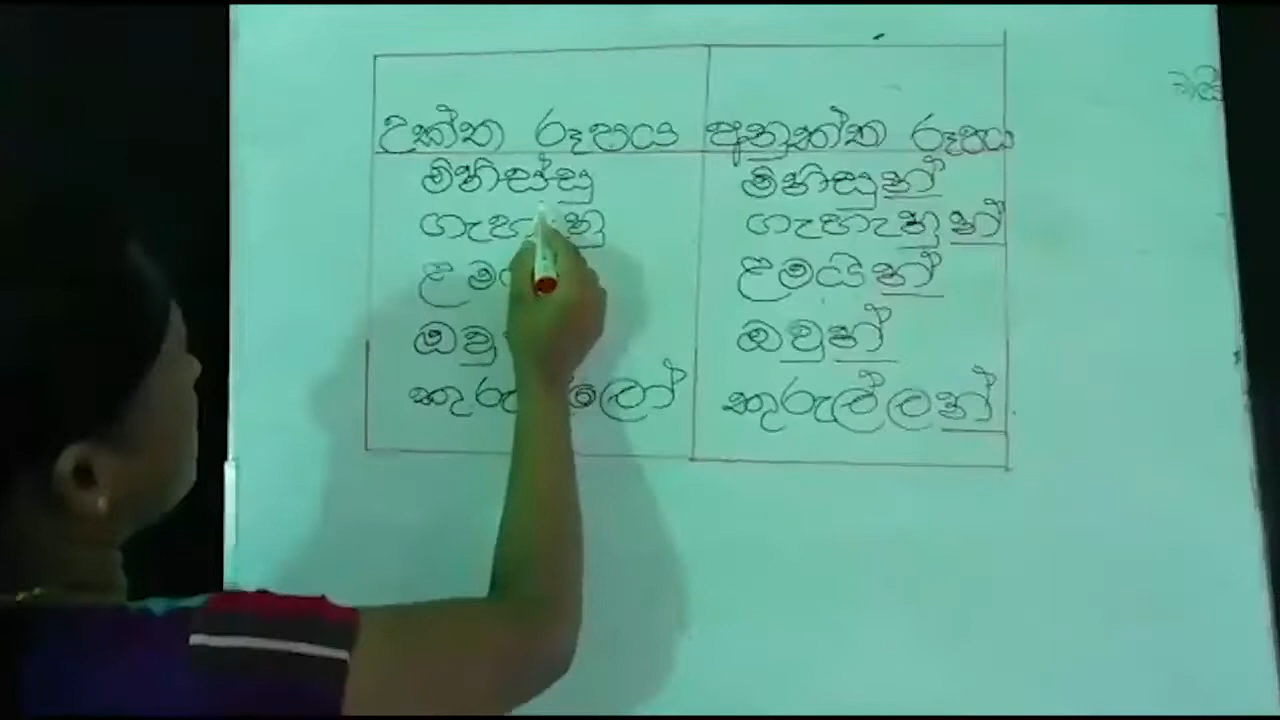 උක්ත රූපය අනුක්ත රූපය
මිනිස්සු මිනිසුන්
ගැහැනුන්
ළමයින්
ඔවුන්
කුරුල්ලන්